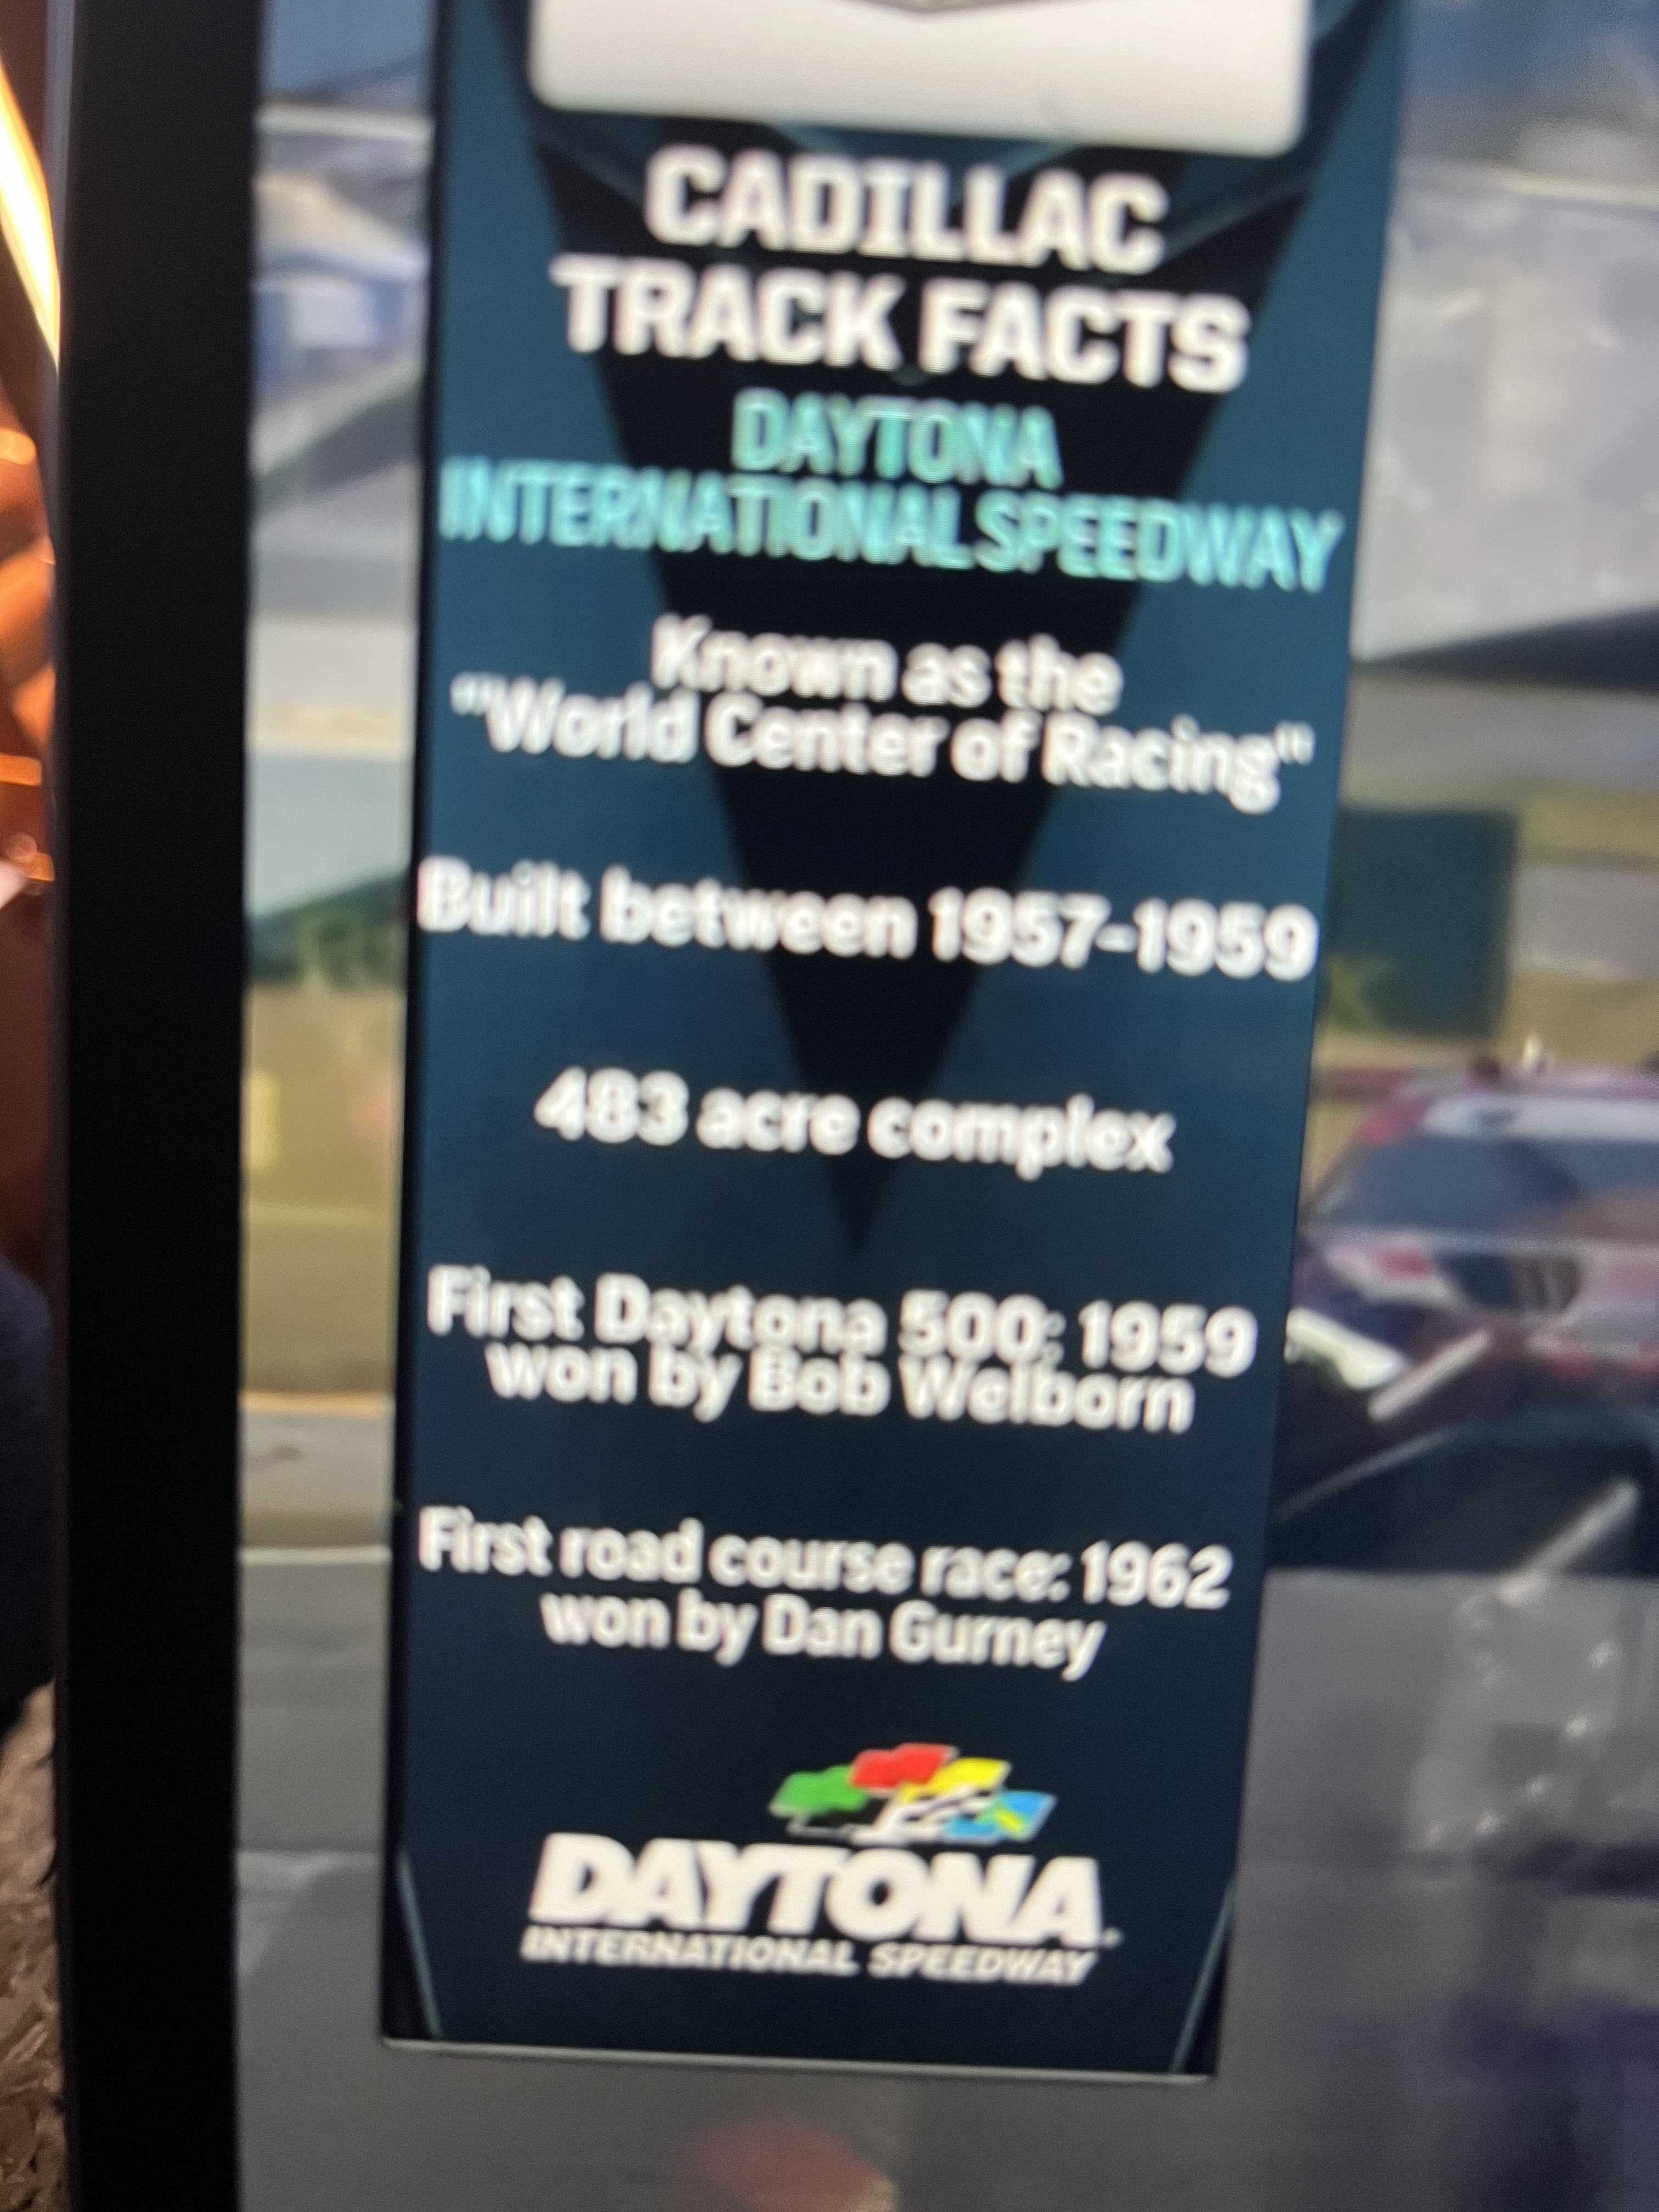 CADILLAC
TRACK FACTS
DAYTONA
INTERNATIONAL SPEEDWAY
Known as the
"World Center of Racing"
Built between 1957-1959
483 acre complex
First Daytona 500: 1959
won by Bob Welborn
First road course race: 1962
won by Dan Gurney
DAYTONA
INTERNATIONAL SPEEDWAY